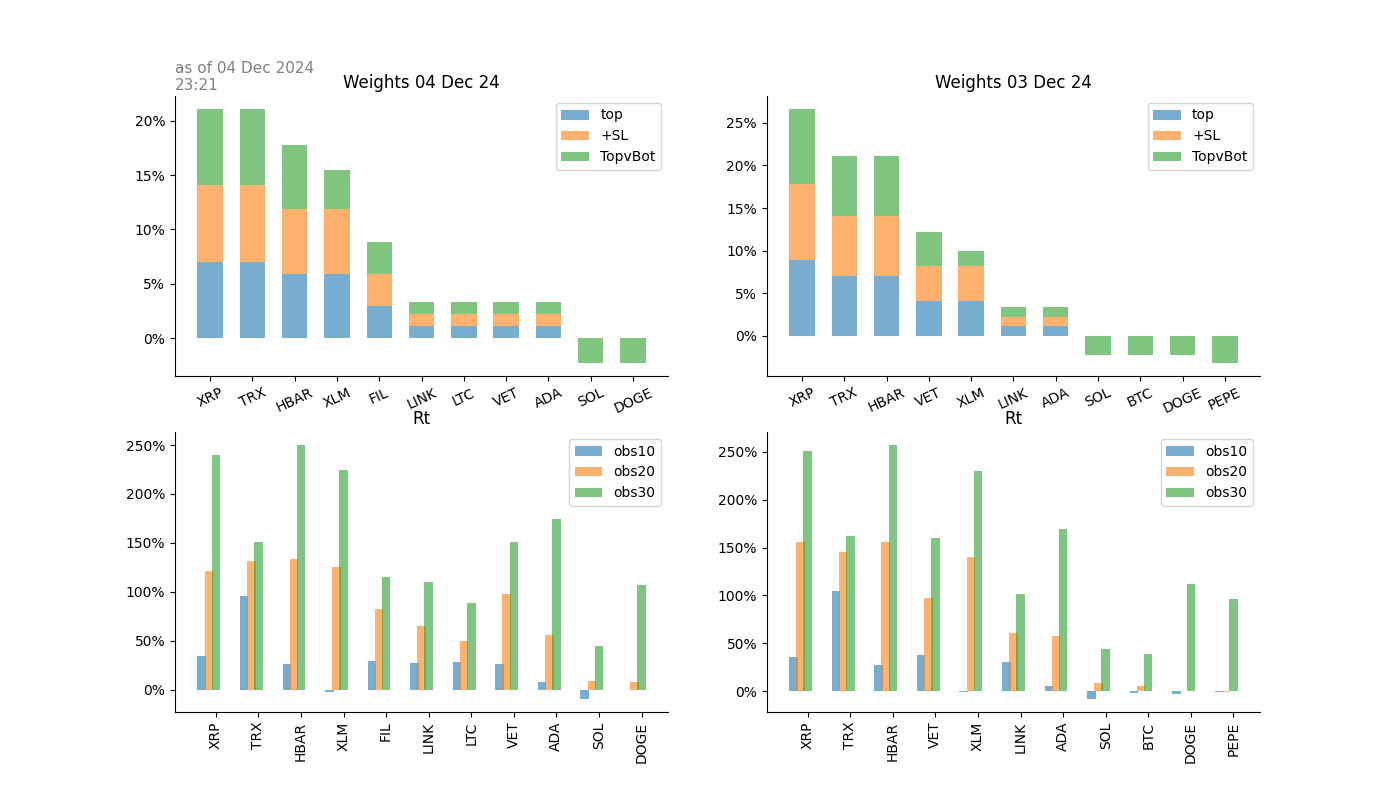 as of 04 Dec 2024
23:21
Weights 04 Dec 24
20%
15%
10%
5%
0%
top
+SL
TopvBot
XRP TRX HBAR XLM FIL LINK LTC VET ADA SOL DOGE
Weights 03 Dec 24
25%
20%
15%
10%
5%
0%
top
+SL
TopvBot
XRP TRX HBAR VET XLM LINK ADA SOL BTC DOGE PEPE
Rt
250%
200%
150%
100%
50%
0%
obs10
obs20
obs30
XRP TRX HBAR XLM FIL LINK LTC VET ADA SOL DOGE
Rt
250%
200%
150%
100%
50%
0%
obs10
obs20
obs30
XRP TRX HBAR VET XLM LINK ADA SOL BTC DOGE PEPE